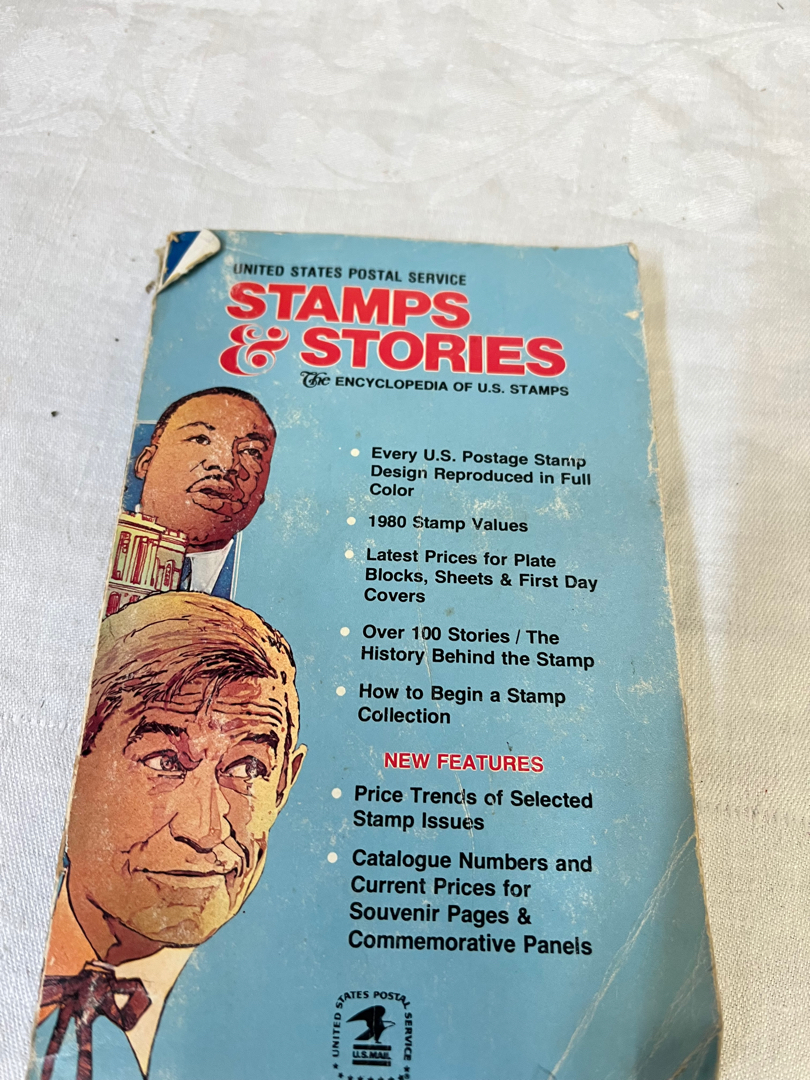 UNITED STATES POSTAL SERVICE
STAMPS
& STORIES
The ENCYCLOPEDIA OF U.S. STAMPS
• Every U.S. Postage Stamp
Design Reproduced in Full
Color
• 1980 Stamp Values
• Latest Prices for Plate
Blocks, Sheets & First Day
Covers
• Over 100 Stories / The
History Behind the Stamp
• How to Begin a Stamp
Collection
NEW FEATURES
• Price Trends of Selected
Stamp Issues
• Catalogue Numbers and
Current Prices for
Souvenir Pages &
Commemorative Panels
UNITED STATES POSTAL SERVICE
U.S. MAIL